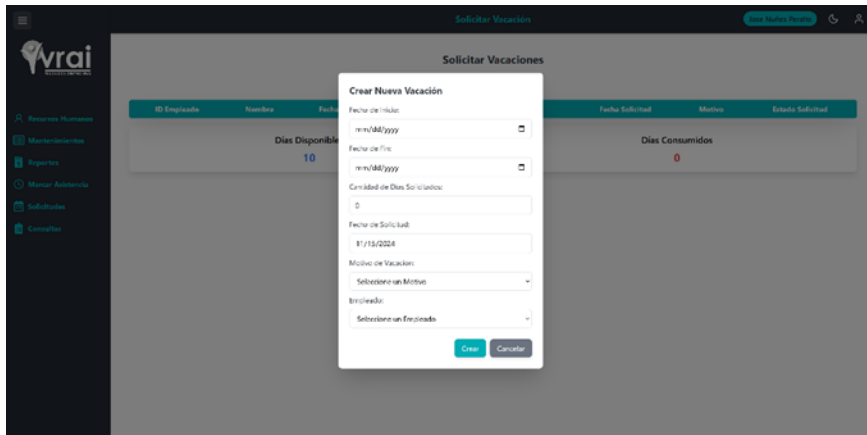 Solicitar Vacación
Jose Nuñes Peralta
vrai
Solicitar Vacaciones
Recursos Humanos
Mantenimientos
Reportes
Marcar Asistencia
Solicitudes
Consultas
ID Empleado
Nombre
Fecha
Fecha Solicitud
Motivo
Estado Solicitud
Días Disponible
10
Días Consumidos
0
Crear Nueva Vacación
Fecha de Inicio:
mm/dd/yyyy
Fecha de Fin:
mm/dd/yyyy
Cantidad de Dias Solicitados:
0
Fecha de Solicitud:
11/15/2024
Motivo de Vacacion:
Seleccione un Motivo
Empleado:
Seleccione un Empleado
Crear
Cancelar